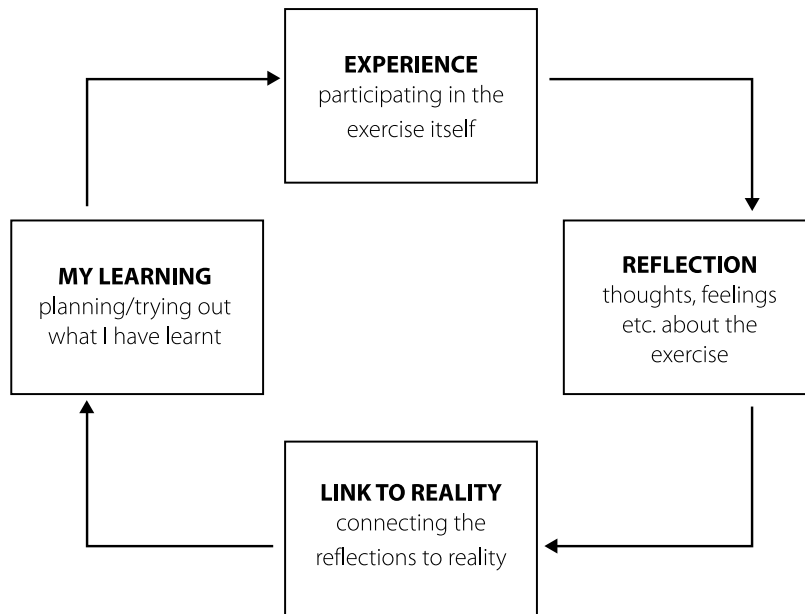 EXPERIENCE
participating in the
exercise itself
REFLECTION
thoughts, feelings
etc. about the
exercise
LINK TO REALITY
connecting the
reflections to reality
MY LEARNING
planning/trying out
what I have learnt